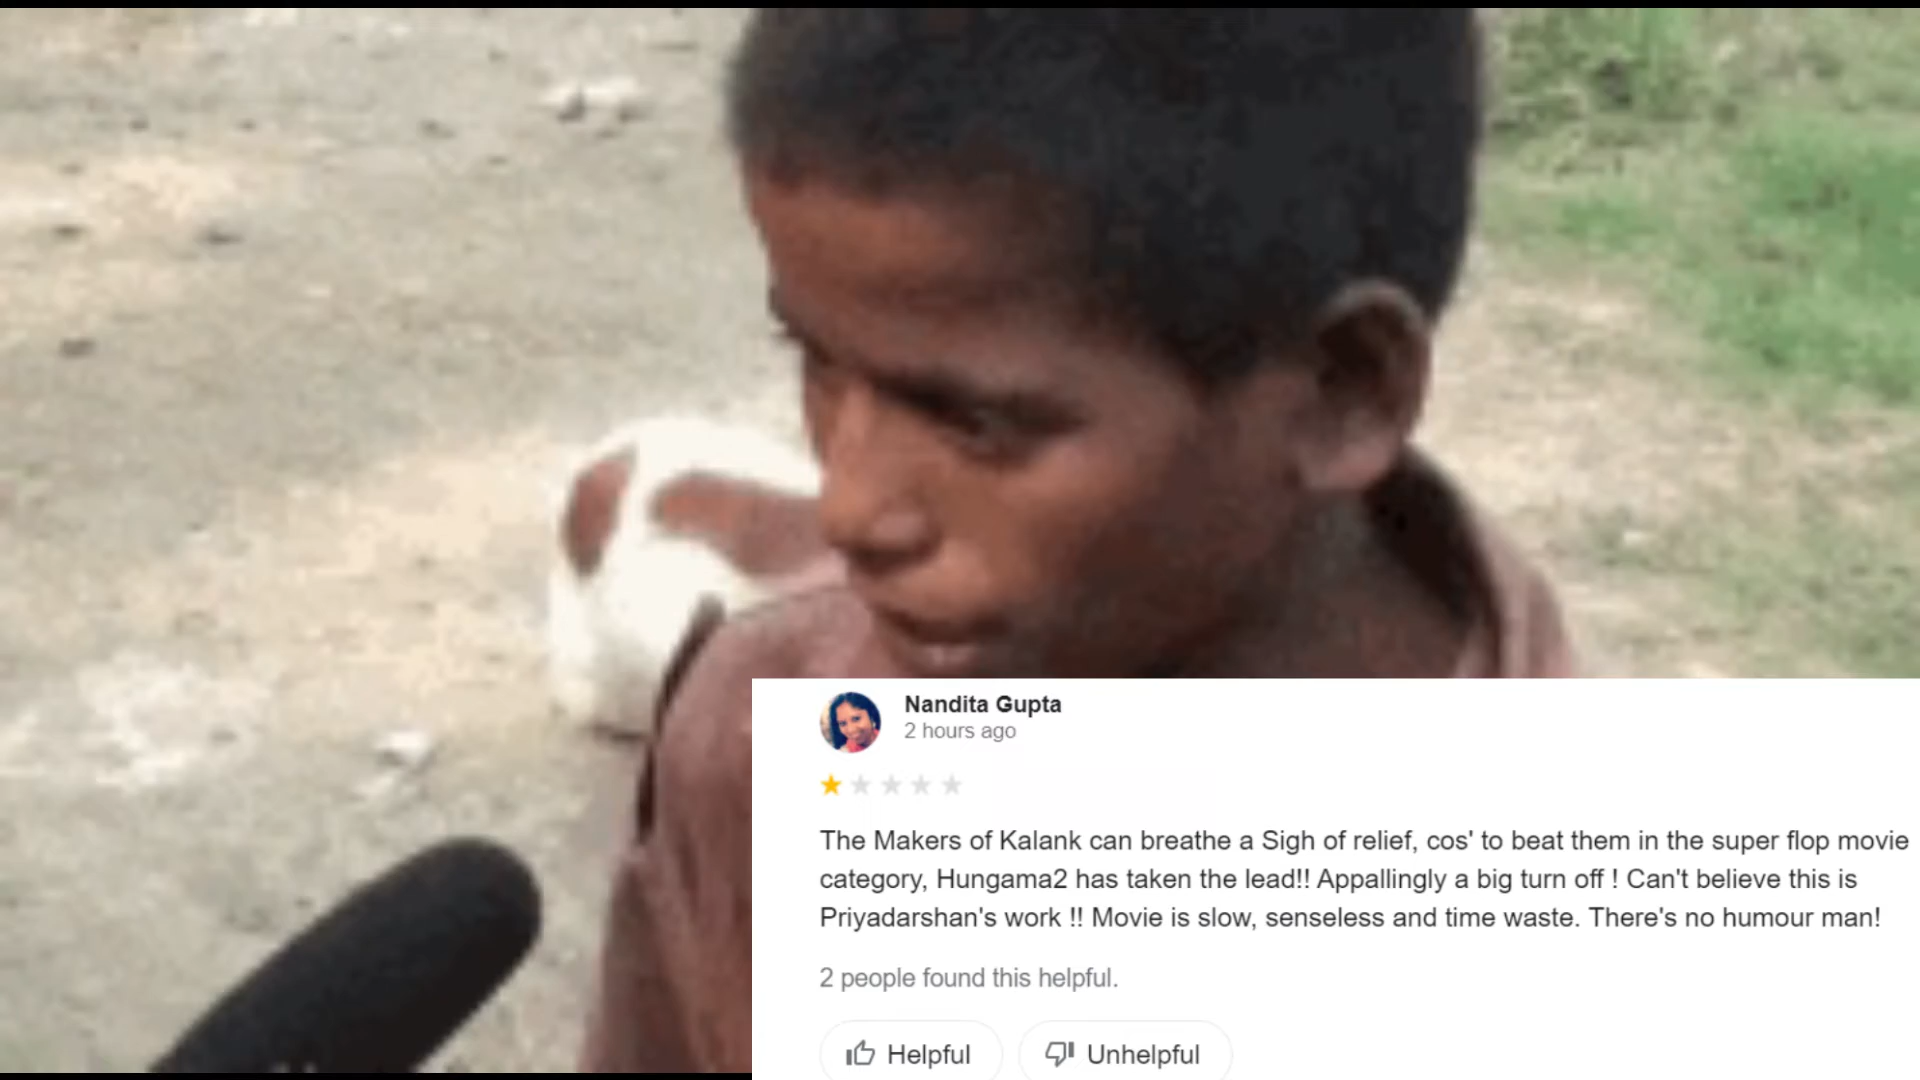 Nandita Gupta
2 hours ago
The Makers of Kalank can breathe a Sigh of relief, cos' to beat them in the super flop movie
category, Hungama2 has taken the lead!! Appallingly a big turn off ! Can't believe this is
Priyadarshan's work !! Movie is slow, senseless and time waste. There's no humour man!
2 people found this helpful.
Helpful
Unhelpful